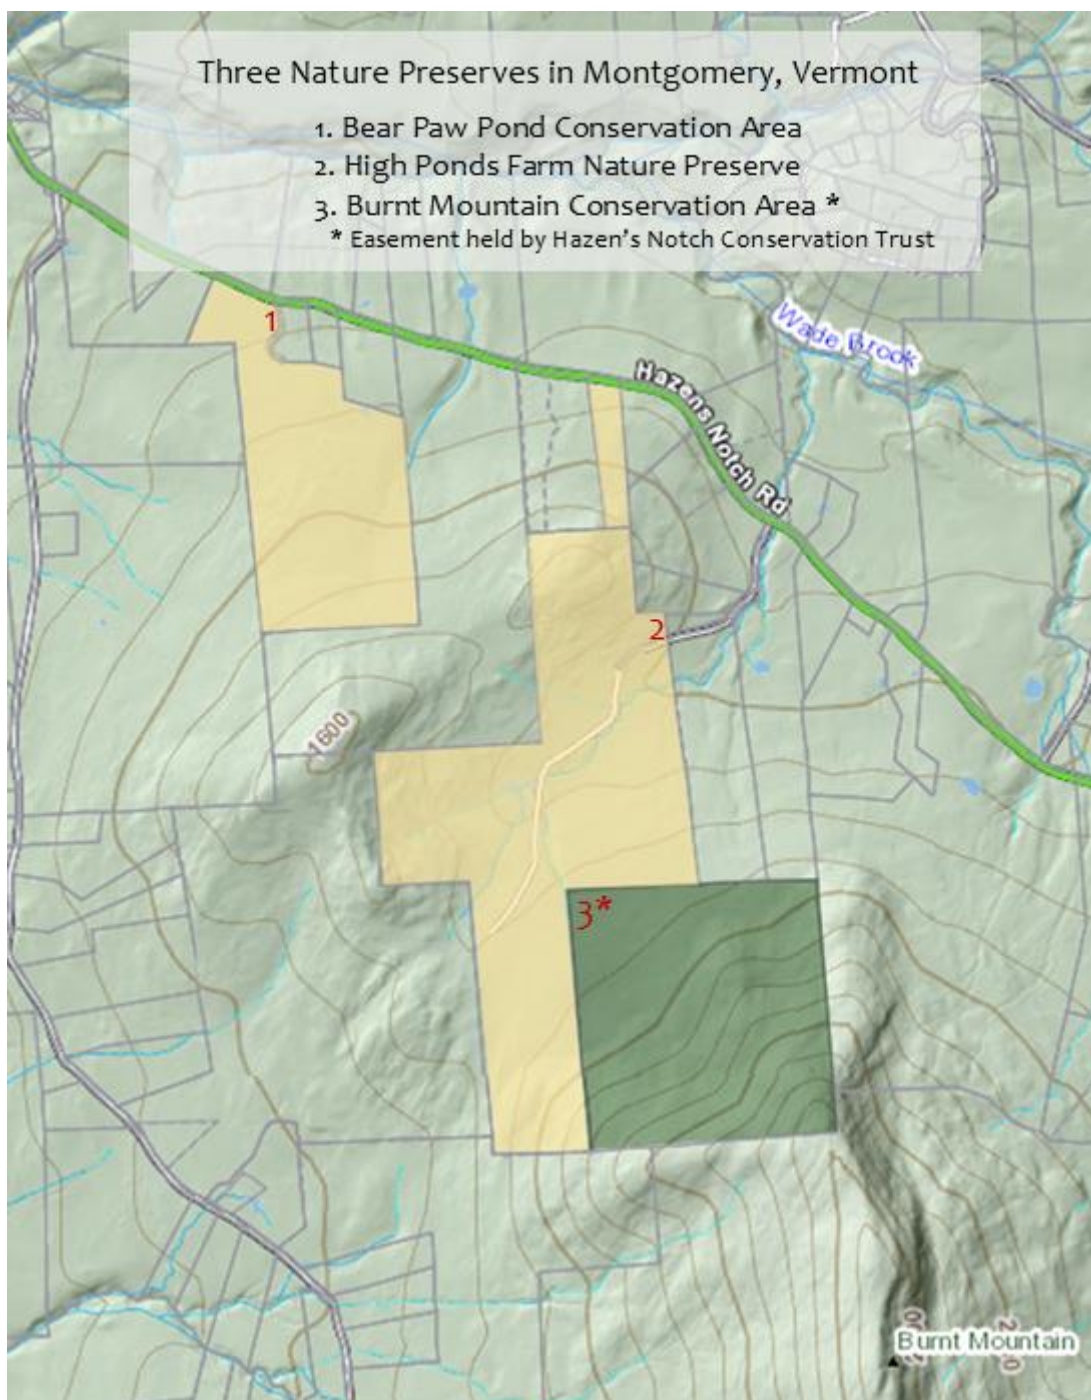 Three Nature Preserves in Montgomery, Vermont
1. Bear Paw Pond Conservation Area
2. High Ponds Farm Nature Preserve
3. Burnt Mountain Conservation Area *
* Easement held by Hazen's Notch Conservation Trust
1
Wade Brook
Hazens Notch Rd
2
1600
3*
Burnt Mountain